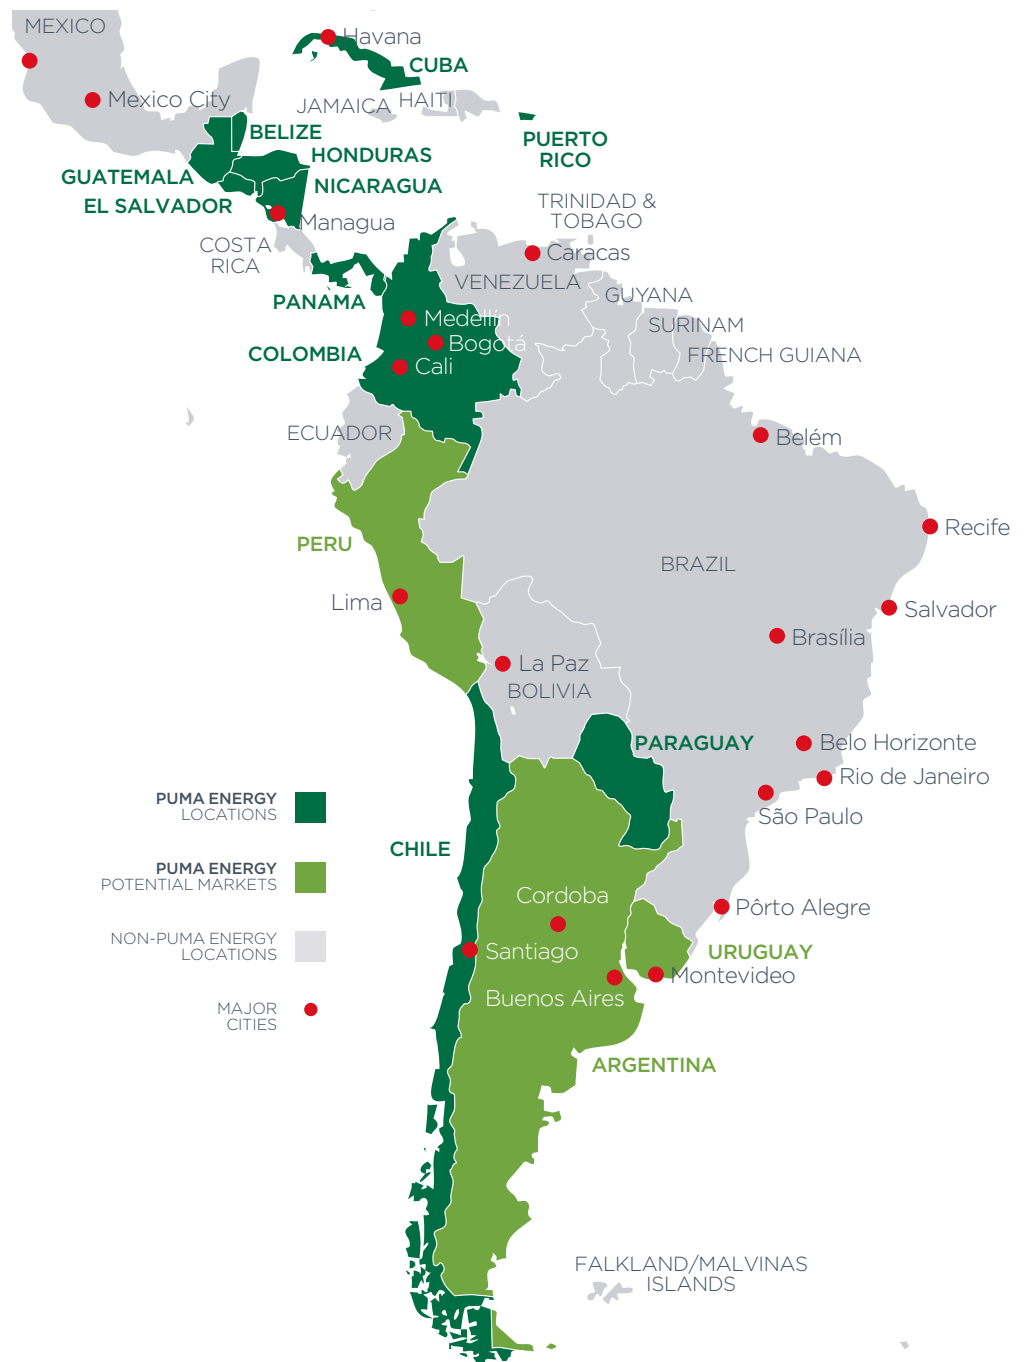 MEXICO
Havana
CUBA
Mexico City
JAMAICA
HAITI
BELIZE
PUERTO
RICO
HONDURAS
GUATEMALA
NICARAGUA
EL SALVADOR
TRINIDAD &
TOBAGO
Managua
COSTA
RICA
Caracas
VENEZUELA
PANAMA
GUYANA
Medellín
SURINAM
Bogotá
COLOMBIA
FRENCH GUIANA
Cali
ECUADOR
Belém
Recife
PERU
BRAZIL
Lima
Salvador
Brasília
La Paz
BOLIVIA
PARAGUAY
Belo Horizonte
Rio de Janeiro
PUMA ENERGY
LOCATIONS
São Paulo
CHILE
PUMA ENERGY
POTENTIAL MARKETS
Cordoba
Pôrto Alegre
NON-PUMA ENERGY
LOCATIONS
Santiago
URUGUAY
Montevideo
Buenos Aires
MAJOR
CITIES
ARGENTINA
FALKLAND/MALVINAS
ISLANDS